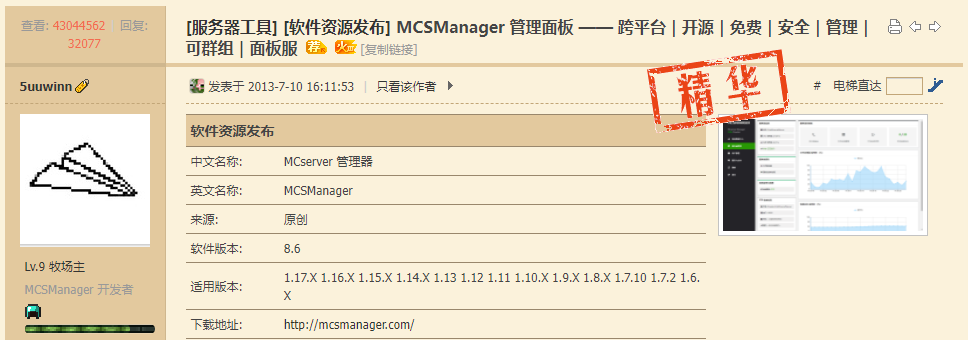 查看: 43044562 回复:
32077
[服务器工具] [软件资源发布] MCSManager 管理面板 —— 跨平台 | 开源 | 免费 | 安全 | 管理 |
可群组 | 面板服 荐 火 [复制链接]
5uuwinn
发表于 2013-7-10 16:11:53 | 只看该作者
# 电梯直达
精华
软件资源发布
中文名称: MCserver 管理器
英文名称: MCSManager
来源: 原创
软件版本: 8.6
适用版本: 1.17.X 1.16.X 1.15.X 1.14.X 1.13 1.12 1.11 1.10.X 1.9.X 1.8.X 1.7.10 1.7.2 1.6.
X
下载地址: http://mcsmanager.com/
Lv.9 牧场主
MCSManager 开发者